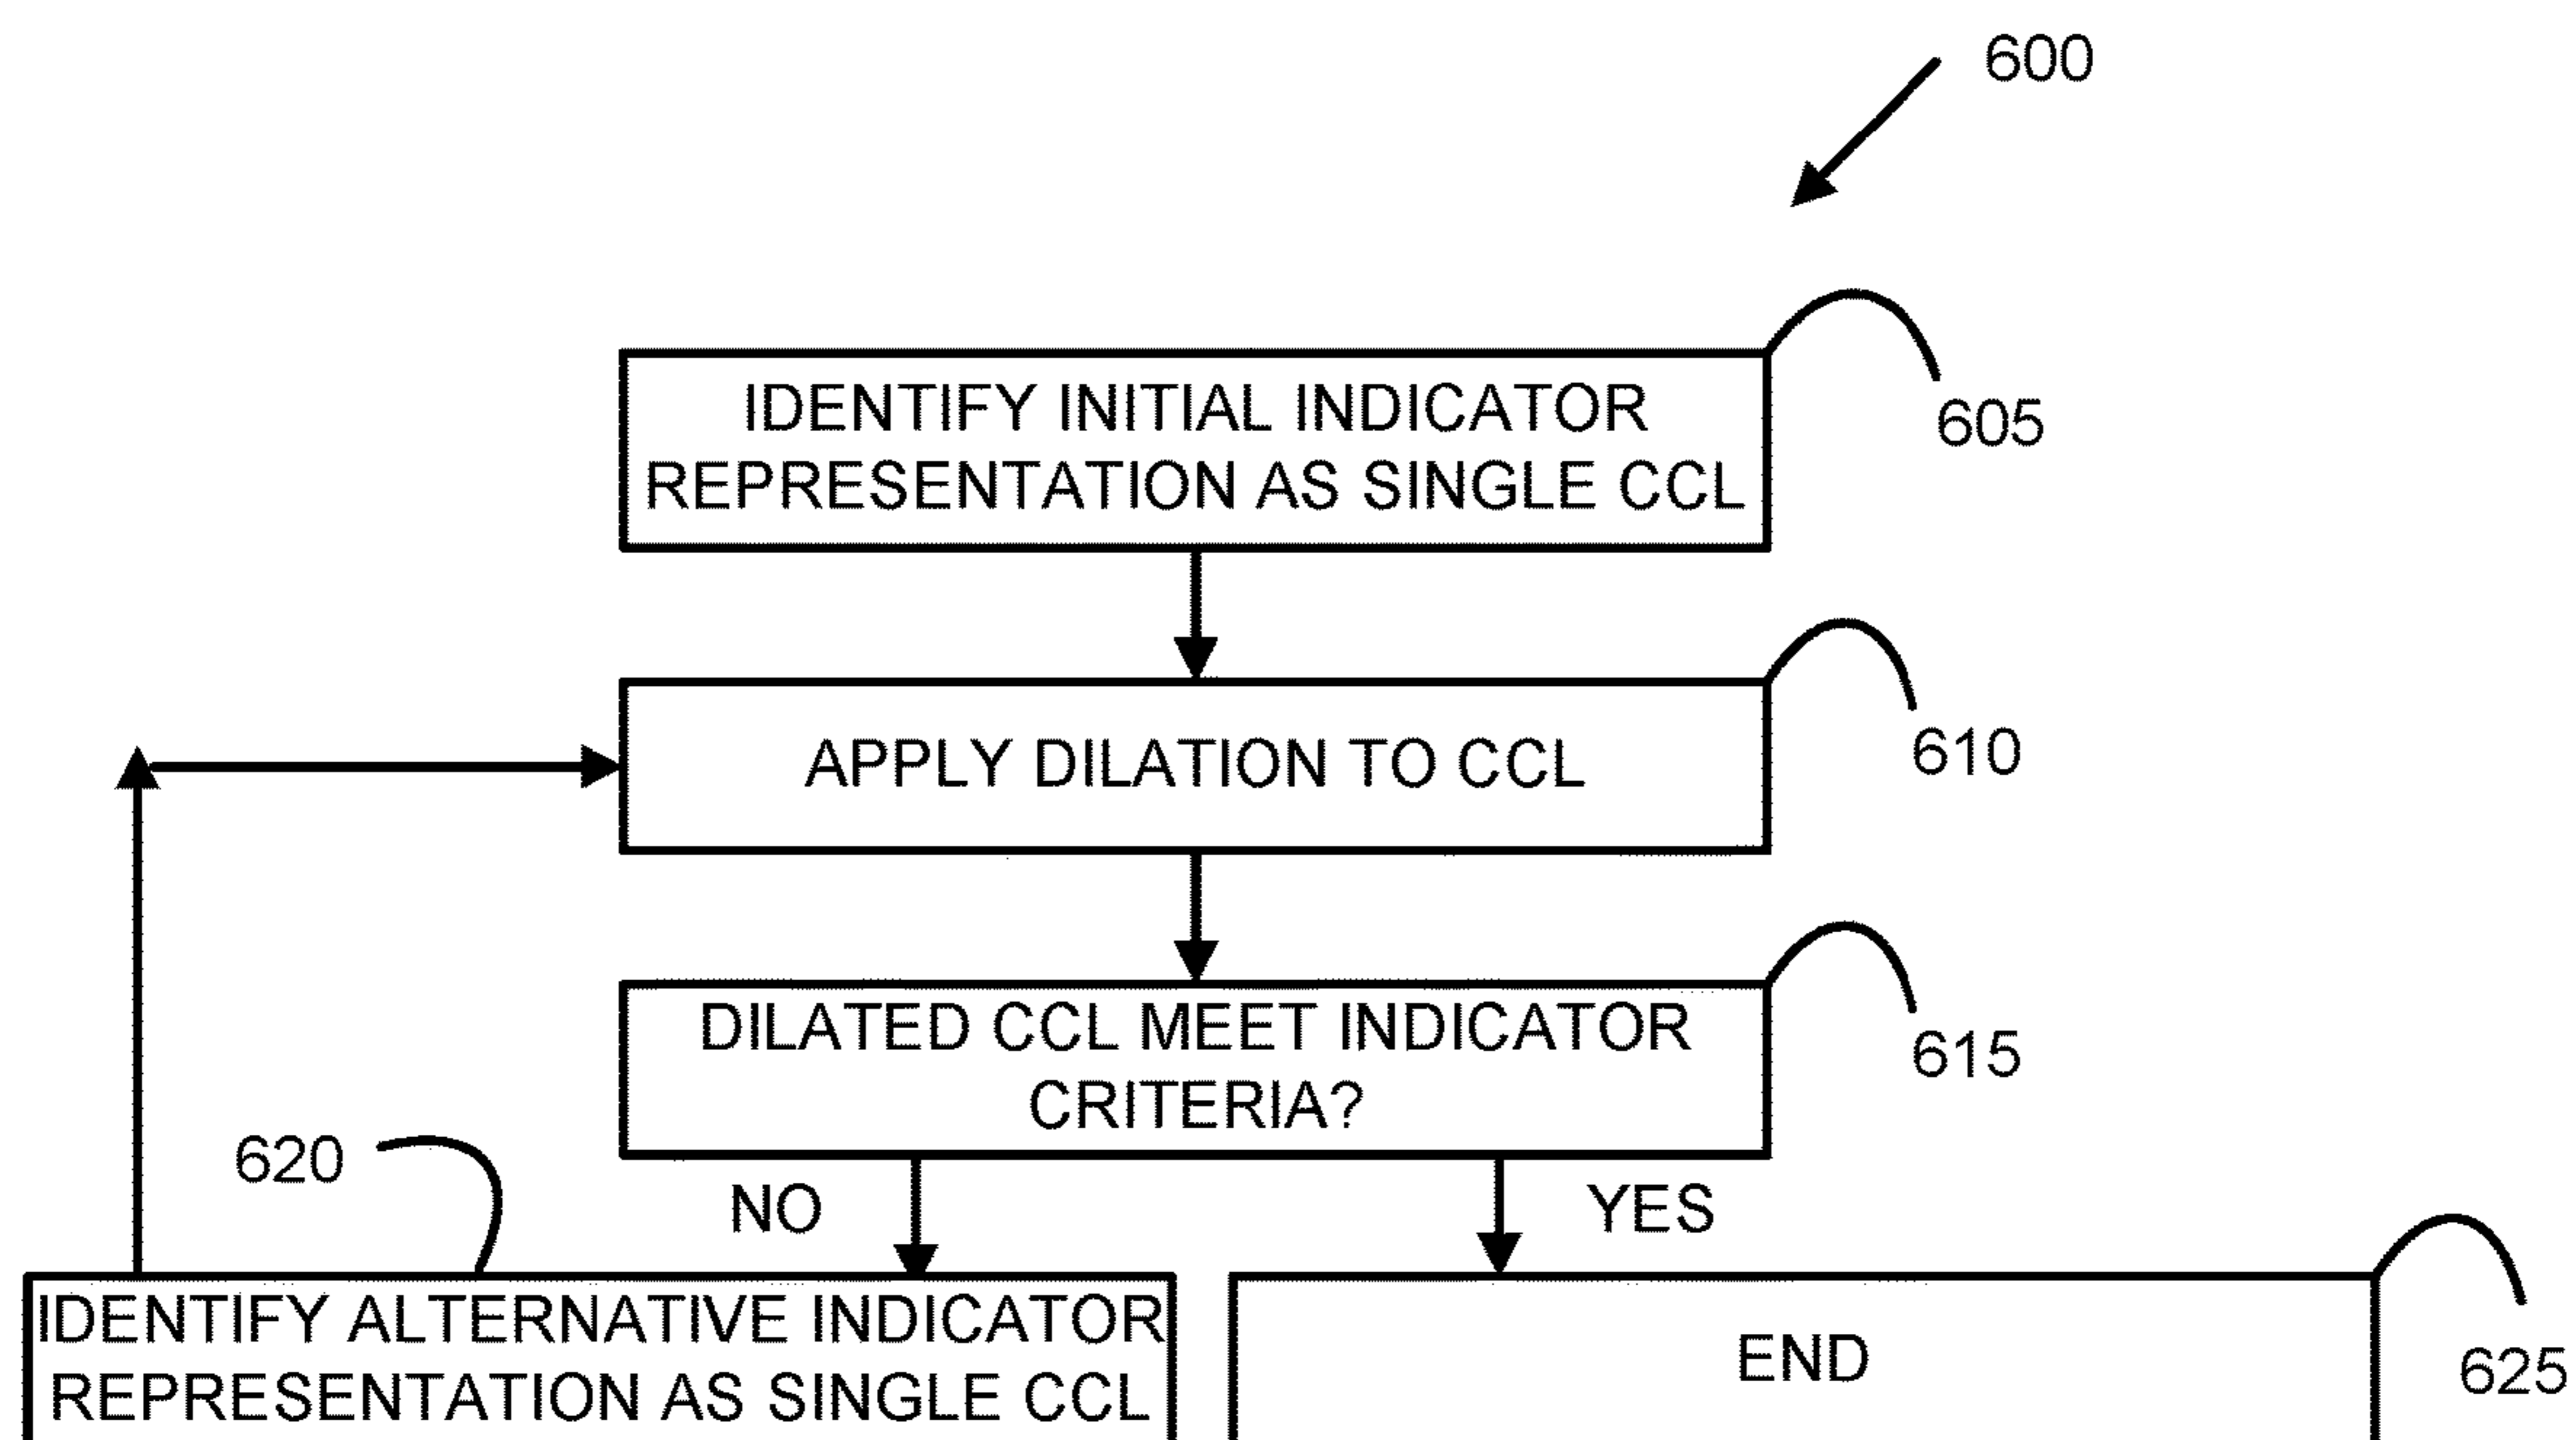 600
IDENTIFY INITIAL INDICATOR
REPRESENTATION AS SINGLE CCL
605
APPLY DILATION TO CCL
610
DILATED CCL MEET INDICATOR
CRITERIA?
615
620
NO
YES
IDENTIFY ALTERNATIVE INDICATOR
REPRESENTATION AS SINGLE CCL
END
625